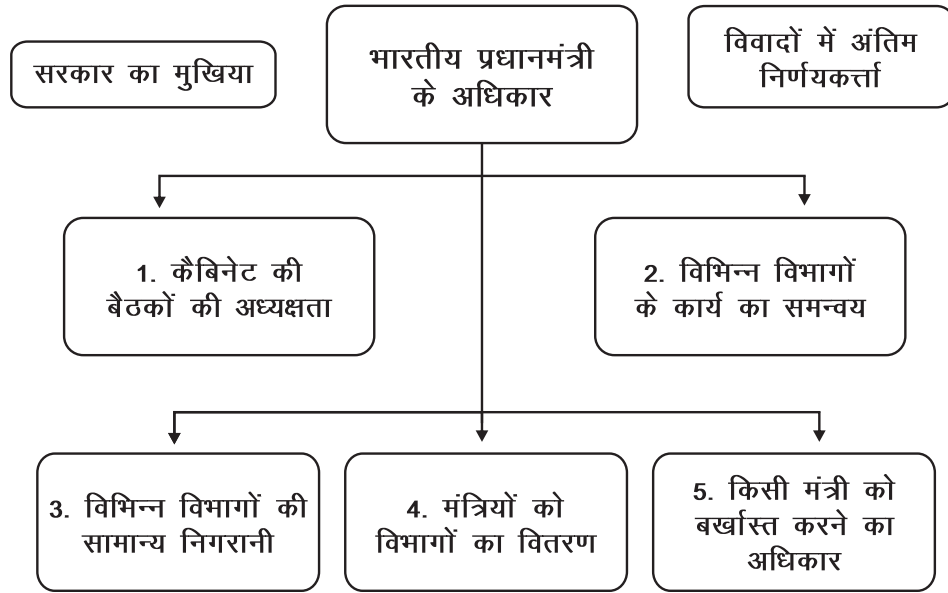 सरकार का मुखिया
भारतीय प्रधानमंत्री
के अधिकार
विवादों में अंतिम
निर्णयकर्त्ता
1. कैबिनेट की
बैठकों की अध्यक्षता
2. विभिन्न विभागों
के कार्य का समन्वय
3. विभिन्न विभागों की
सामान्य निगरानी
4. मंत्रियों को
विभागों का वितरण
5. किसी मंत्री को
बर्खास्त करने का
अधिकार